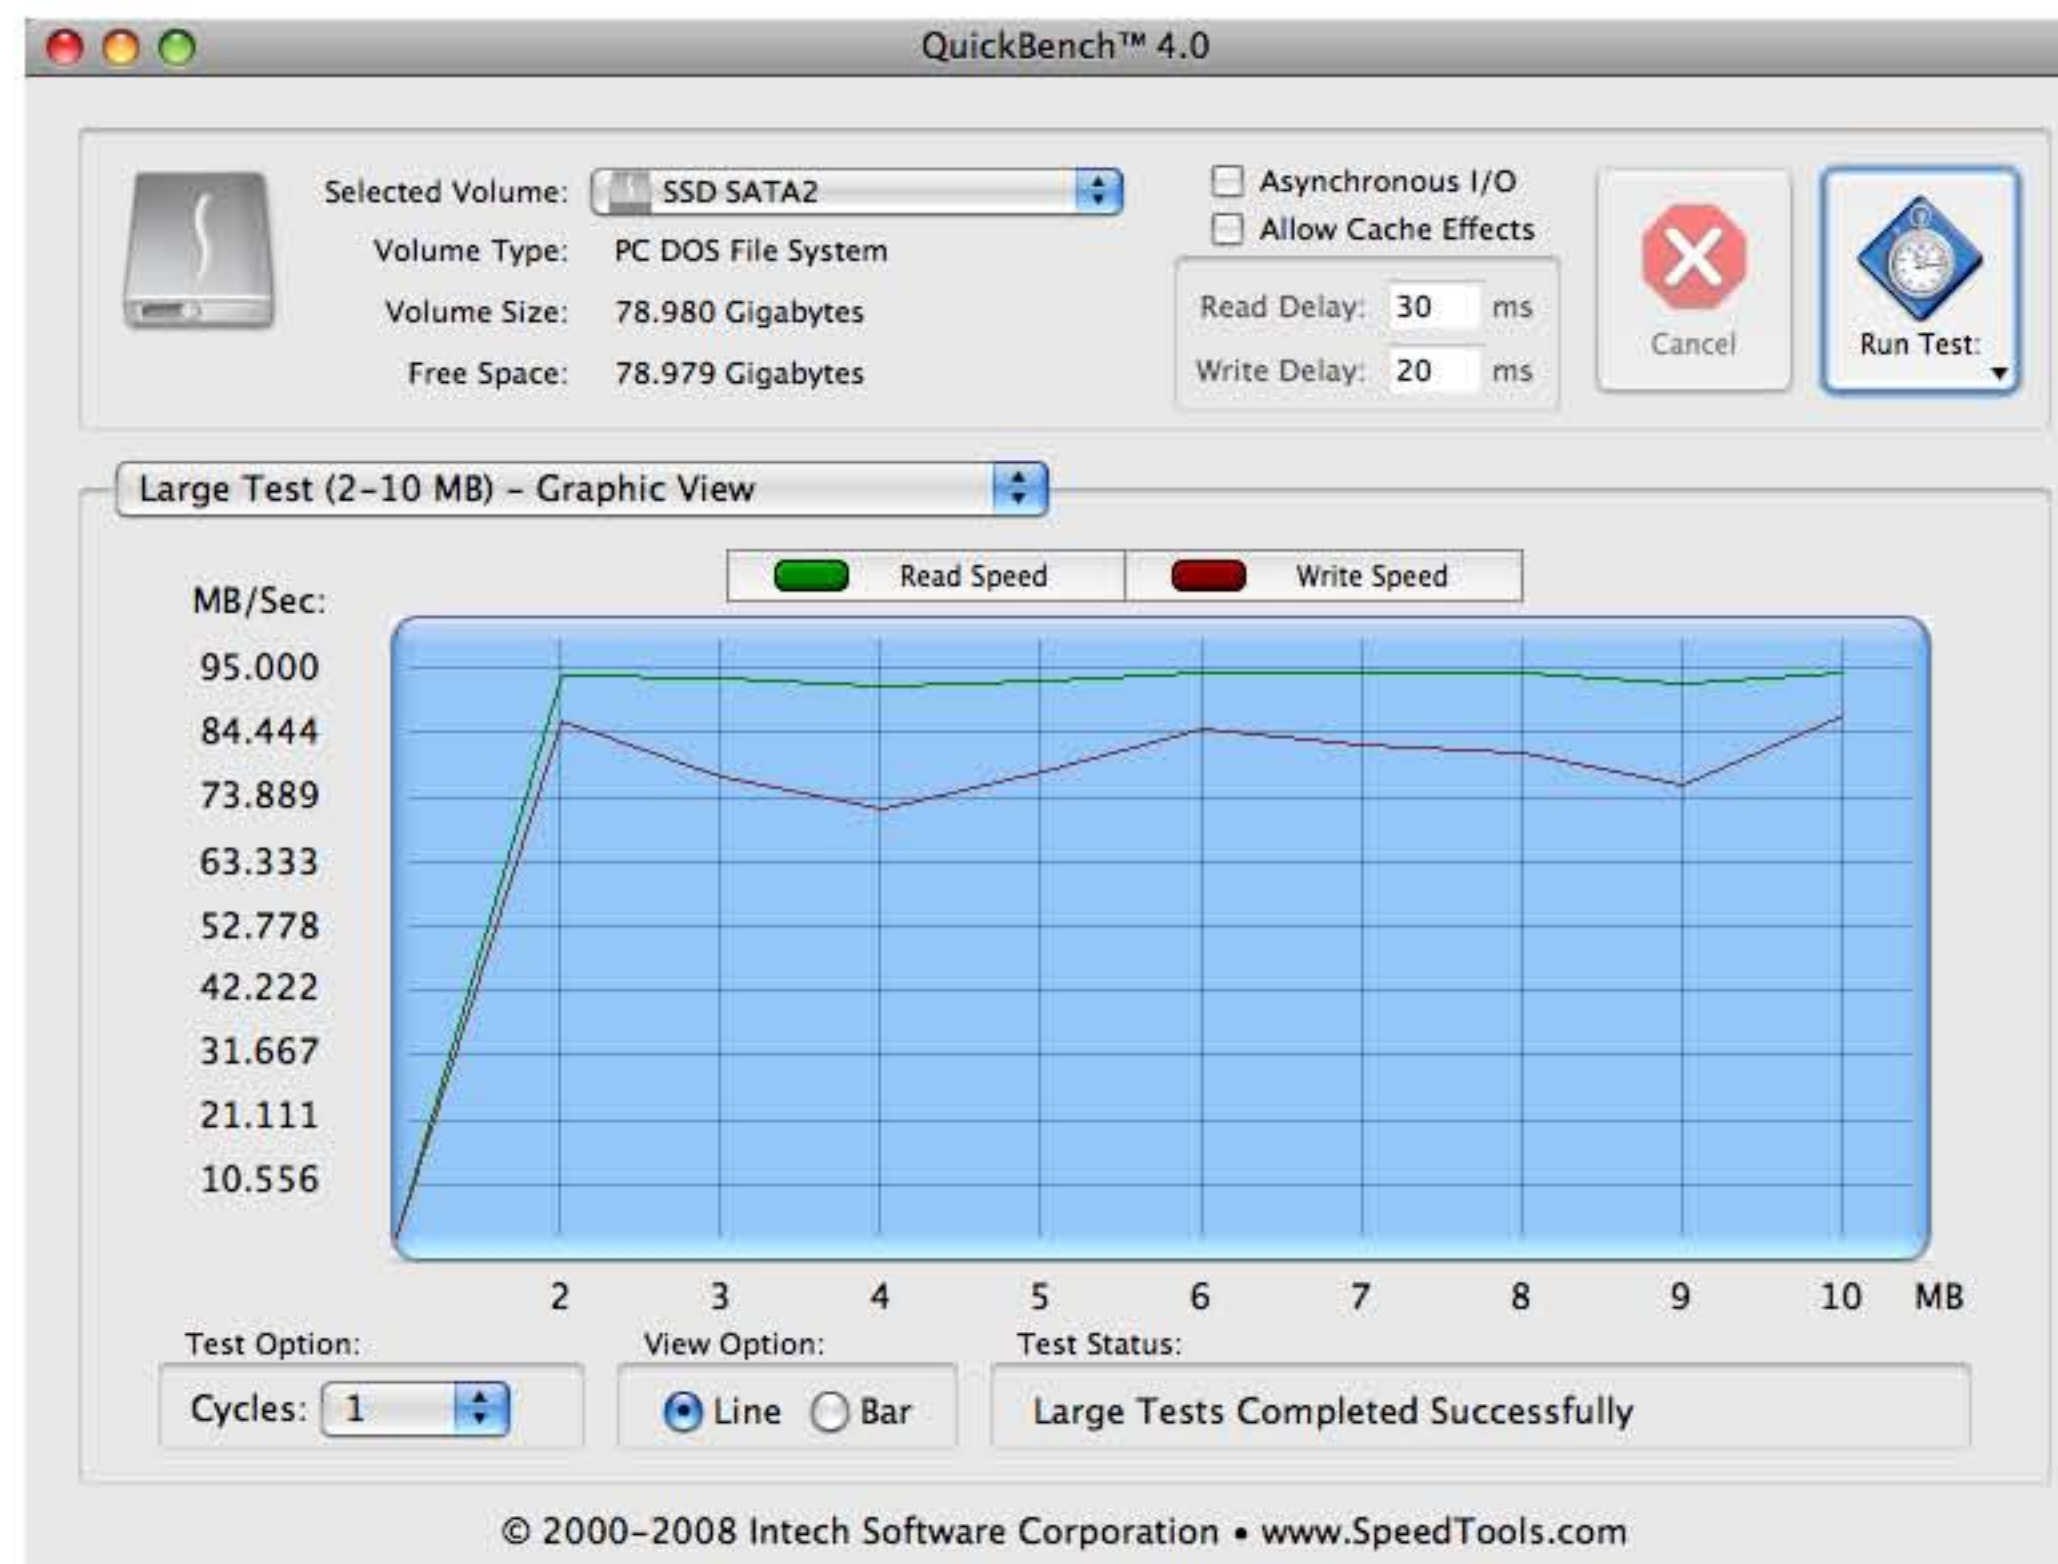 QuickBench™ 4.0
Selected Volume: SSD SATA2
Volume Type: PC DOS File System
Volume Size: 78.980 Gigabytes
Free Space: 78.979 Gigabytes
Asynchronous I/O
Allow Cache Effects
Read Delay: 30 ms
Write Delay: 20 ms
Cancel
Run Test:
Large Test (2–10 MB) – Graphic View
Read Speed Write Speed
MB/Sec:
95.000
84.444
73.889
63.333
52.778
42.222
31.667
21.111
10.556
2 3 4 5 6 7 8 9 10 MB
Test Option: View Option: Test Status:
Cycles: 1 Line Bar Large Tests Completed Successfully
© 2000–2008 Intech Software Corporation • www.SpeedTools.com